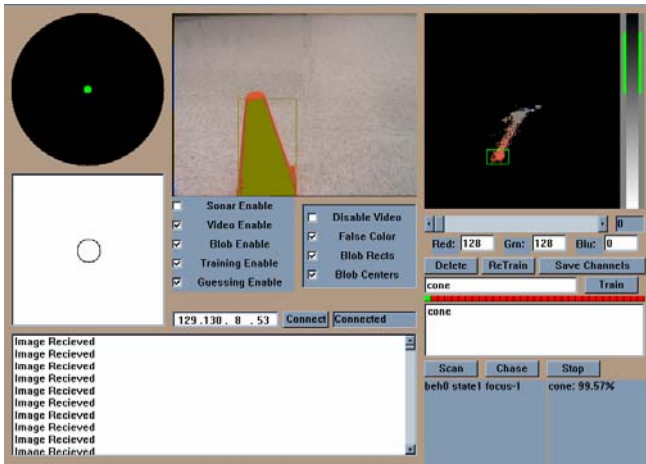 Sonar Enable
Video Enable
Blob Enable
Training Enable
Guessing Enable
Disable Video
False Color
Blob Rects
Blob Centers
129.130. 8 .53 Connect Connected
Image Recieved
Image Recieved
Image Recieved
Image Recieved
Image Recieved
Image Recieved
Image Recieved
Image Recieved
Image Recieved
Image Recieved
0
Red: 128 Grn: 128 Blu: 0
Delete ReTrain Save Channels
cone Train
cone
Scan Chase Stop
beh0 state1 focus-1 cone: 99.57%